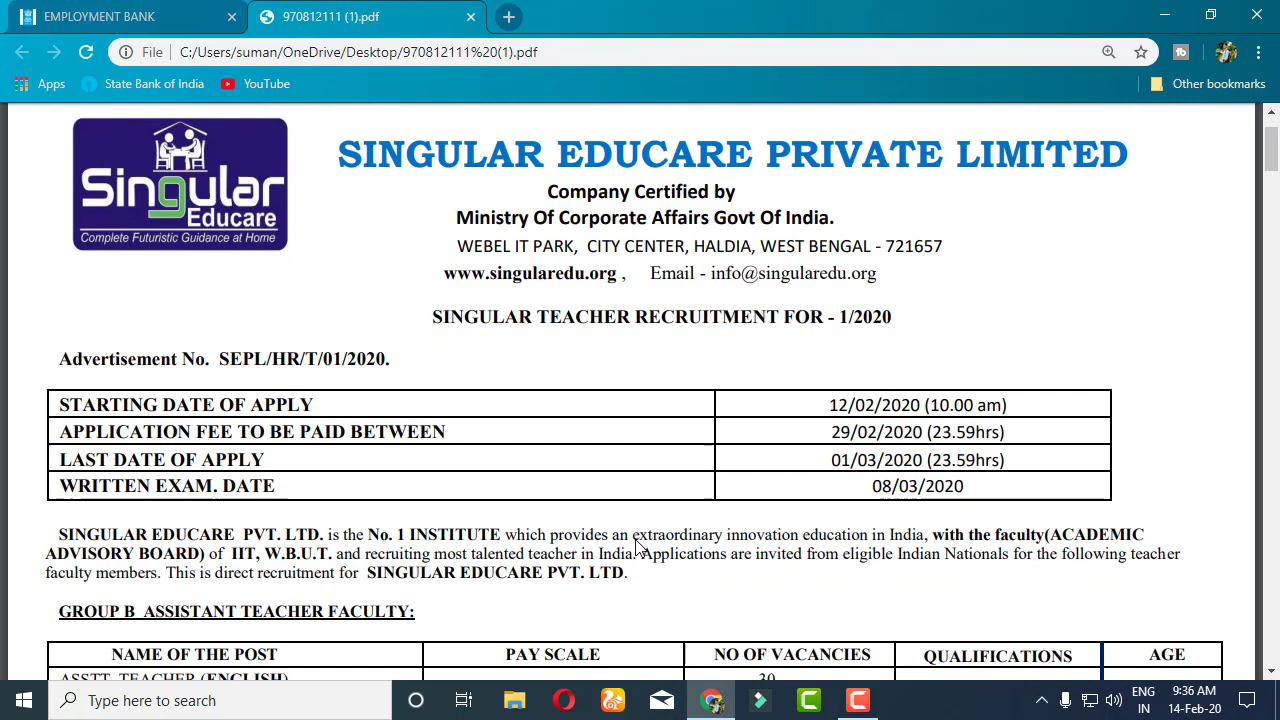 EMPLOYMENT BANK
970812111 (1).pdf
File C:/Users/suman/OneDrive/Desktop/970812111%20(1).pdf
Apps State Bank of India YouTube Other bookmarks
Singular
Educare
Complete Futuristic Guidance at Home
SINGULAR EDUCARE PRIVATE LIMITED
Company Certified by
Ministry Of Corporate Affairs Govt Of India.
WEBEL IT PARK, CITY CENTER, HALDIA, WEST BENGAL - 721657
www.singularedu.org , Email - info@singularedu.org
SINGULAR TEACHER RECRUITMENT FOR - 1/2020
Advertisement No. SEPL/HR/T/01/2020.
STARTING DATE OF APPLY 12/02/2020 (10.00 am)
APPLICATION FEE TO BE PAID BETWEEN 29/02/2020 (23.59hrs)
LAST DATE OF APPLY 01/03/2020 (23.59hrs)
WRITTEN EXAM. DATE 08/03/2020
SINGULAR EDUCARE PVT. LTD. is the No. 1 INSTITUTE which provides an extraordinary innovation education in India, with the faculty(ACADEMIC
ADVISORY BOARD) of IIT, W.B.U.T. and recruiting most talented teacher in India. Applications are invited from eligible Indian Nationals for the following teacher
faculty members. This is direct recruitment for SINGULAR EDUCARE PVT. LTD.
GROUP B ASSISTANT TEACHER FACULTY:
NAME OF THE POST PAY SCALE NO OF VACANCIES QUALIFICATIONS AGE
ASSTT. TEACHER (ENGLISH) 30
Type here to search
ENG 9:36 AM
IN 14-Feb-20